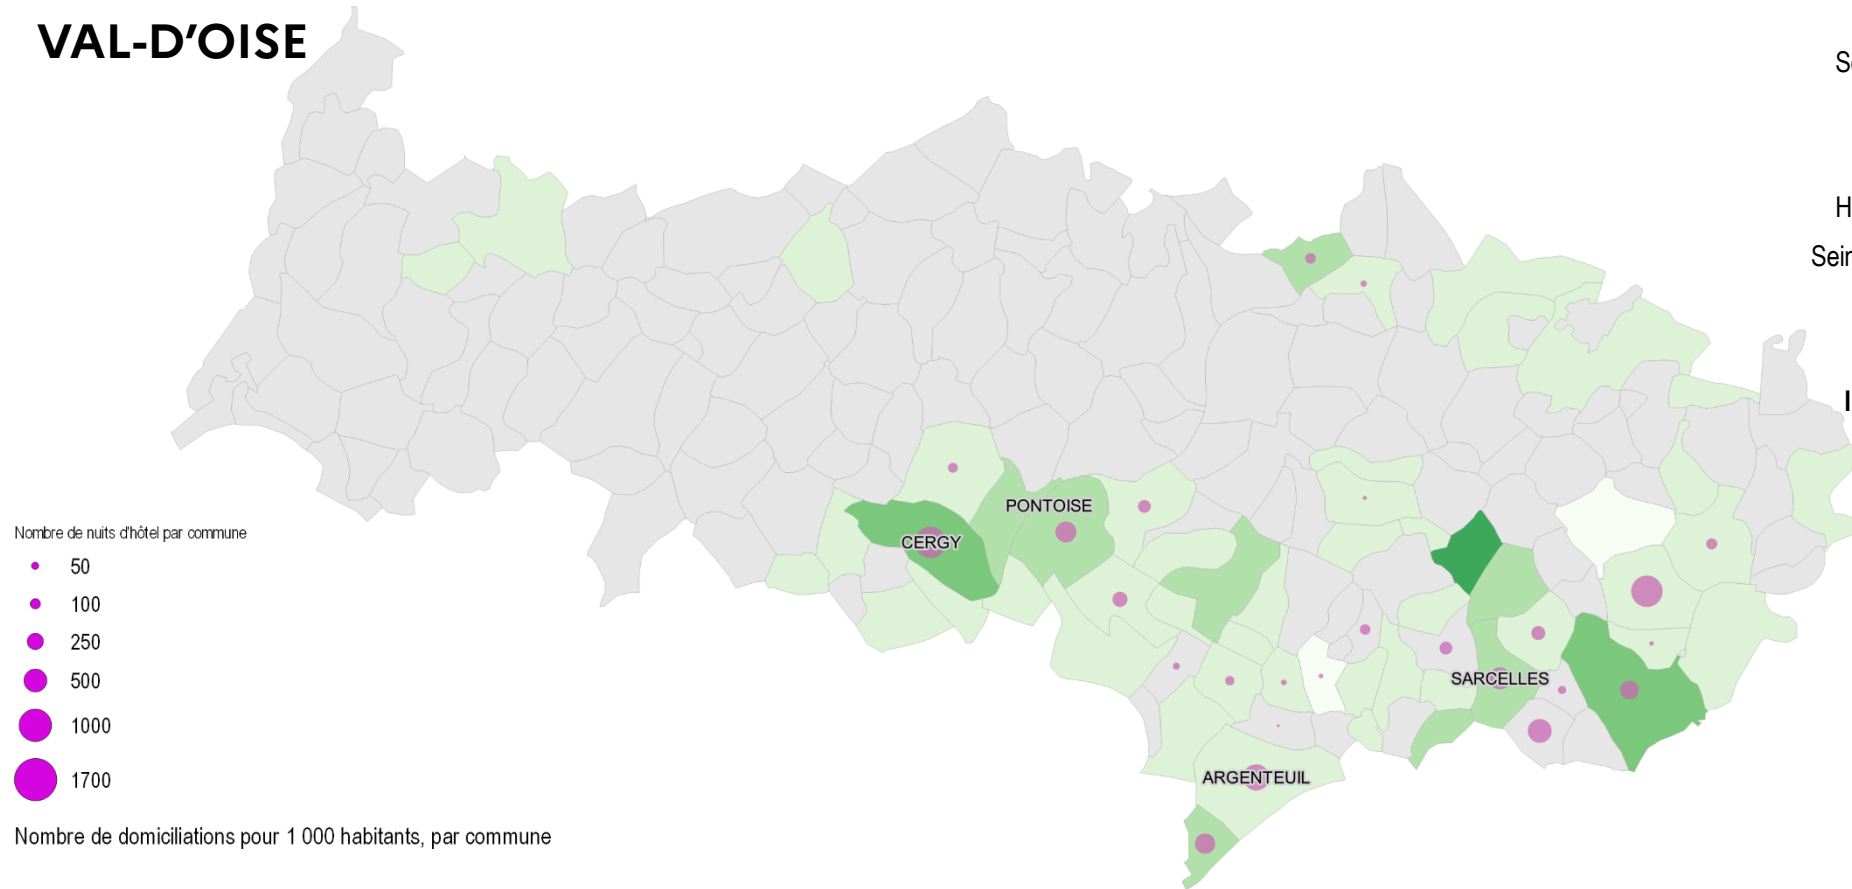 VAL-D'OISE
PONTOISE
CERGY
SARCELLES
ARGENTEUIL
Nombre de nuits d'hôtel par commune
50
100
250
500
1000
1700
Nombre de domiciliations pour 1 000 habitants, par commune